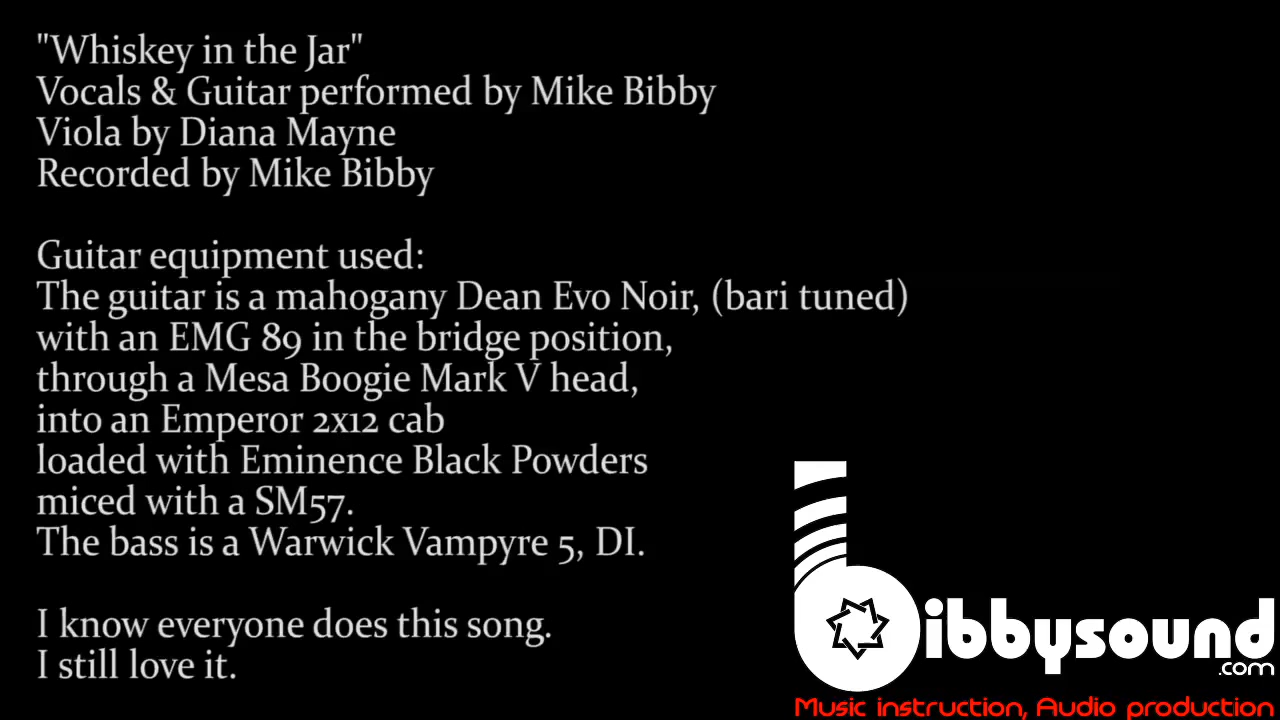 "Whiskey in the Jar"
Vocals & Guitar performed by Mike Bibby
Viola by Diana Mayne
Recorded by Mike Bibby
Guitar equipment used:
The guitar is a mahogany Dean Evo Noir, (bari tuned)
with an EMG 89 in the bridge position,
through a Mesa Boogie Mark V head,
into an Emperor 2x12 cab
loaded with Eminence Black Powders
miced with a SM57.
The bass is a Warwick Vampyre 5, DI.
I know everyone does this song.
I still love it.
bibbysound
.com
Music instruction, Audio production